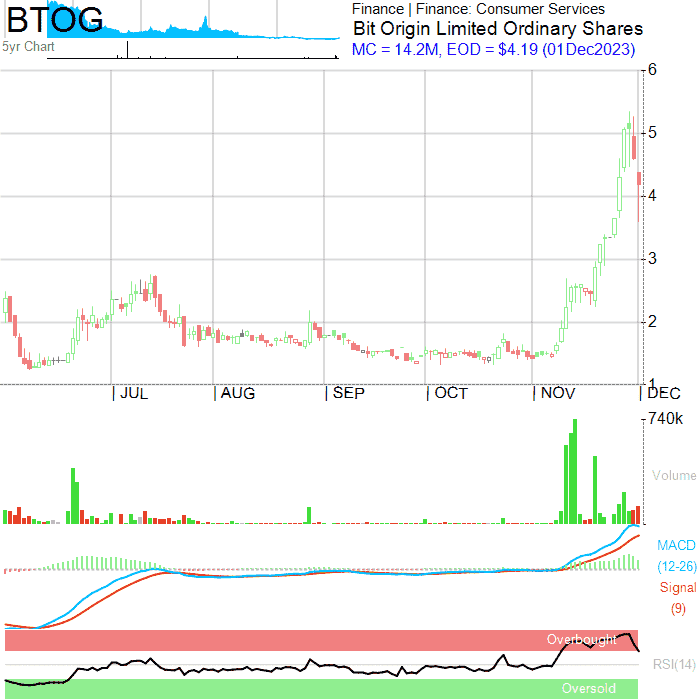 BTOG
5yr Chart
Finance | Finance: Consumer Services
Bit Origin Limited Ordinary Shares
MC = 14.2M, EOD = $4.19 (01Dec2023)
6
5
4
3
2
1
JUL AUG SEP OCT NOV DEC
740k
Volume
MACD
(12-26)
Signal
(9)
Overbought
RSI(14)
Oversold